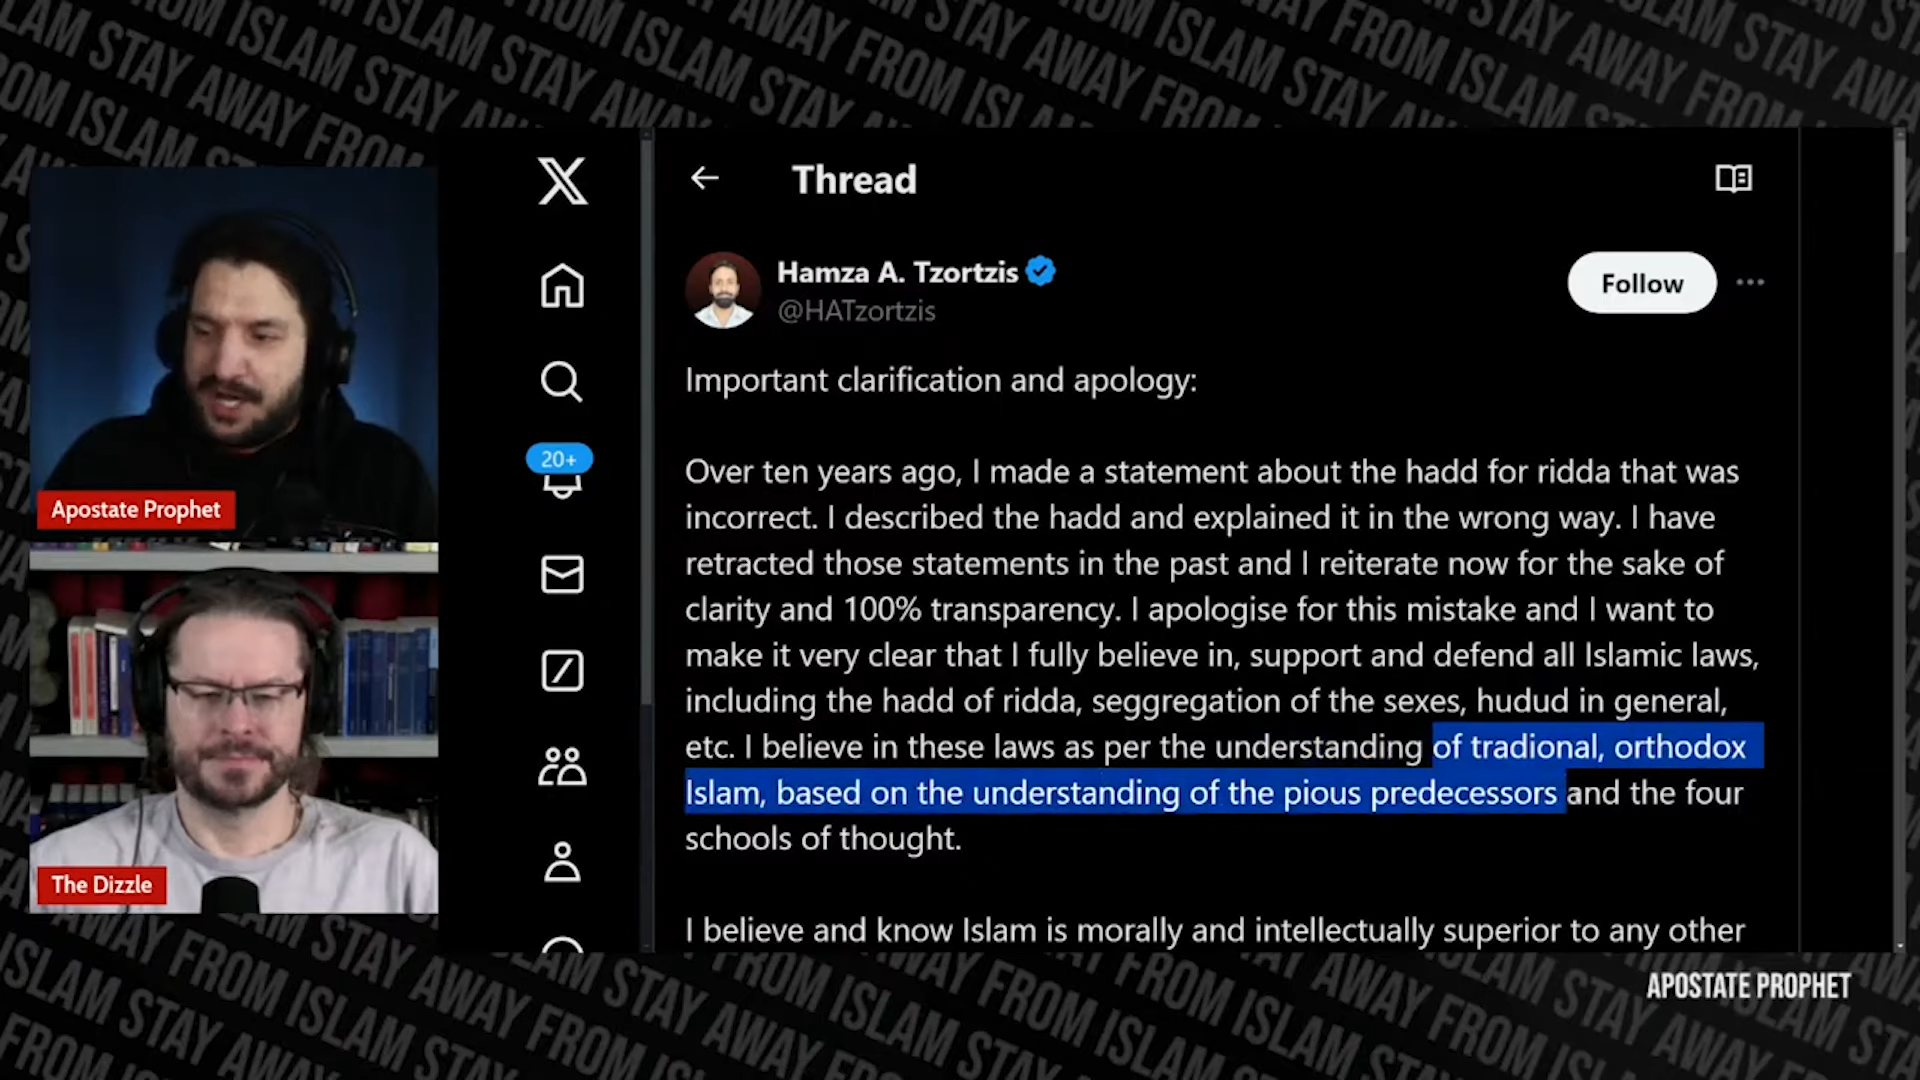 Thread
Hamza A. Tzortzis
@HATzortzis
Follow
20+
Important clarification and apology:
Over ten years ago, I made a statement about the hadd for ridda that was
incorrect. I described the hadd and explained it in the wrong way. I have
retracted those statements in the past and I reiterate now for the sake of
clarity and 100% transparency. I apologise for this mistake and I want to
make it very clear that I fully believe in, support and defend all Islamic laws,
including the hadd of ridda, seggregation of the sexes, hudud in general,
etc. I believe in these laws as per the understanding of tradional, orthodox
Islam, based on the understanding of the pious predecessors and the four
schools of thought.
I believe and know Islam is morally and intellectually superior to any other
Apostate Prophet
The Dizzle
APOSTATE PROPHET
STAY AWAY FROM ISLAM